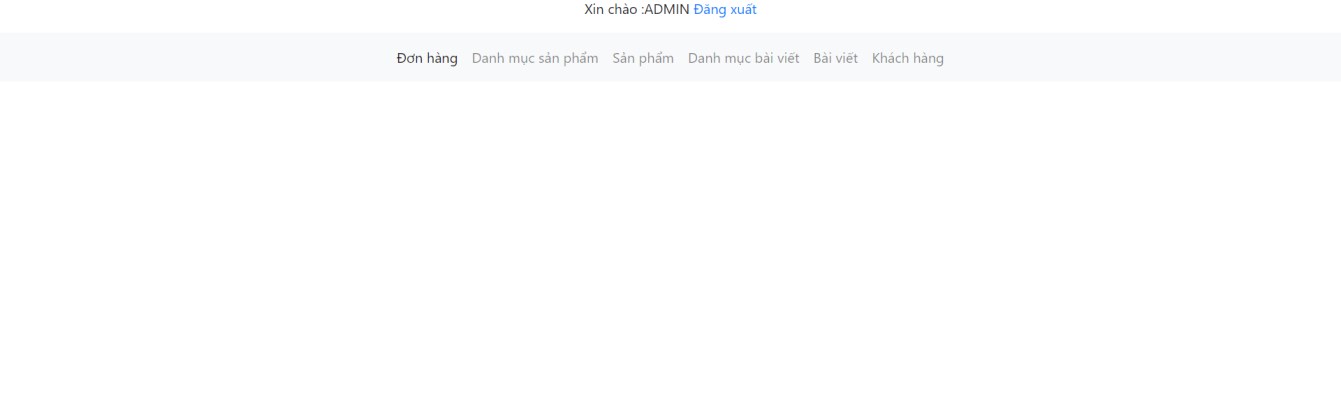 Xin chào :ADMIN Đăng xuất
Đơn hàng Danh mục sản phẩm Sản phẩm Danh mục bài viết Bài viết Khách hàng